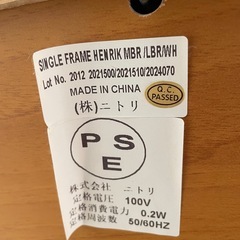 SINGLE FRAME HENRIK MBR /LBR/WH
Lot No. 2012 2021500/2021510/2024070
MADE IN CHINA
Q.C.
PASSED
(株)ニトリ
P S
E
株式会社 ニトリ
定格電圧 100V
定格消費電力 0.2W
定格周波数 50/60HZ